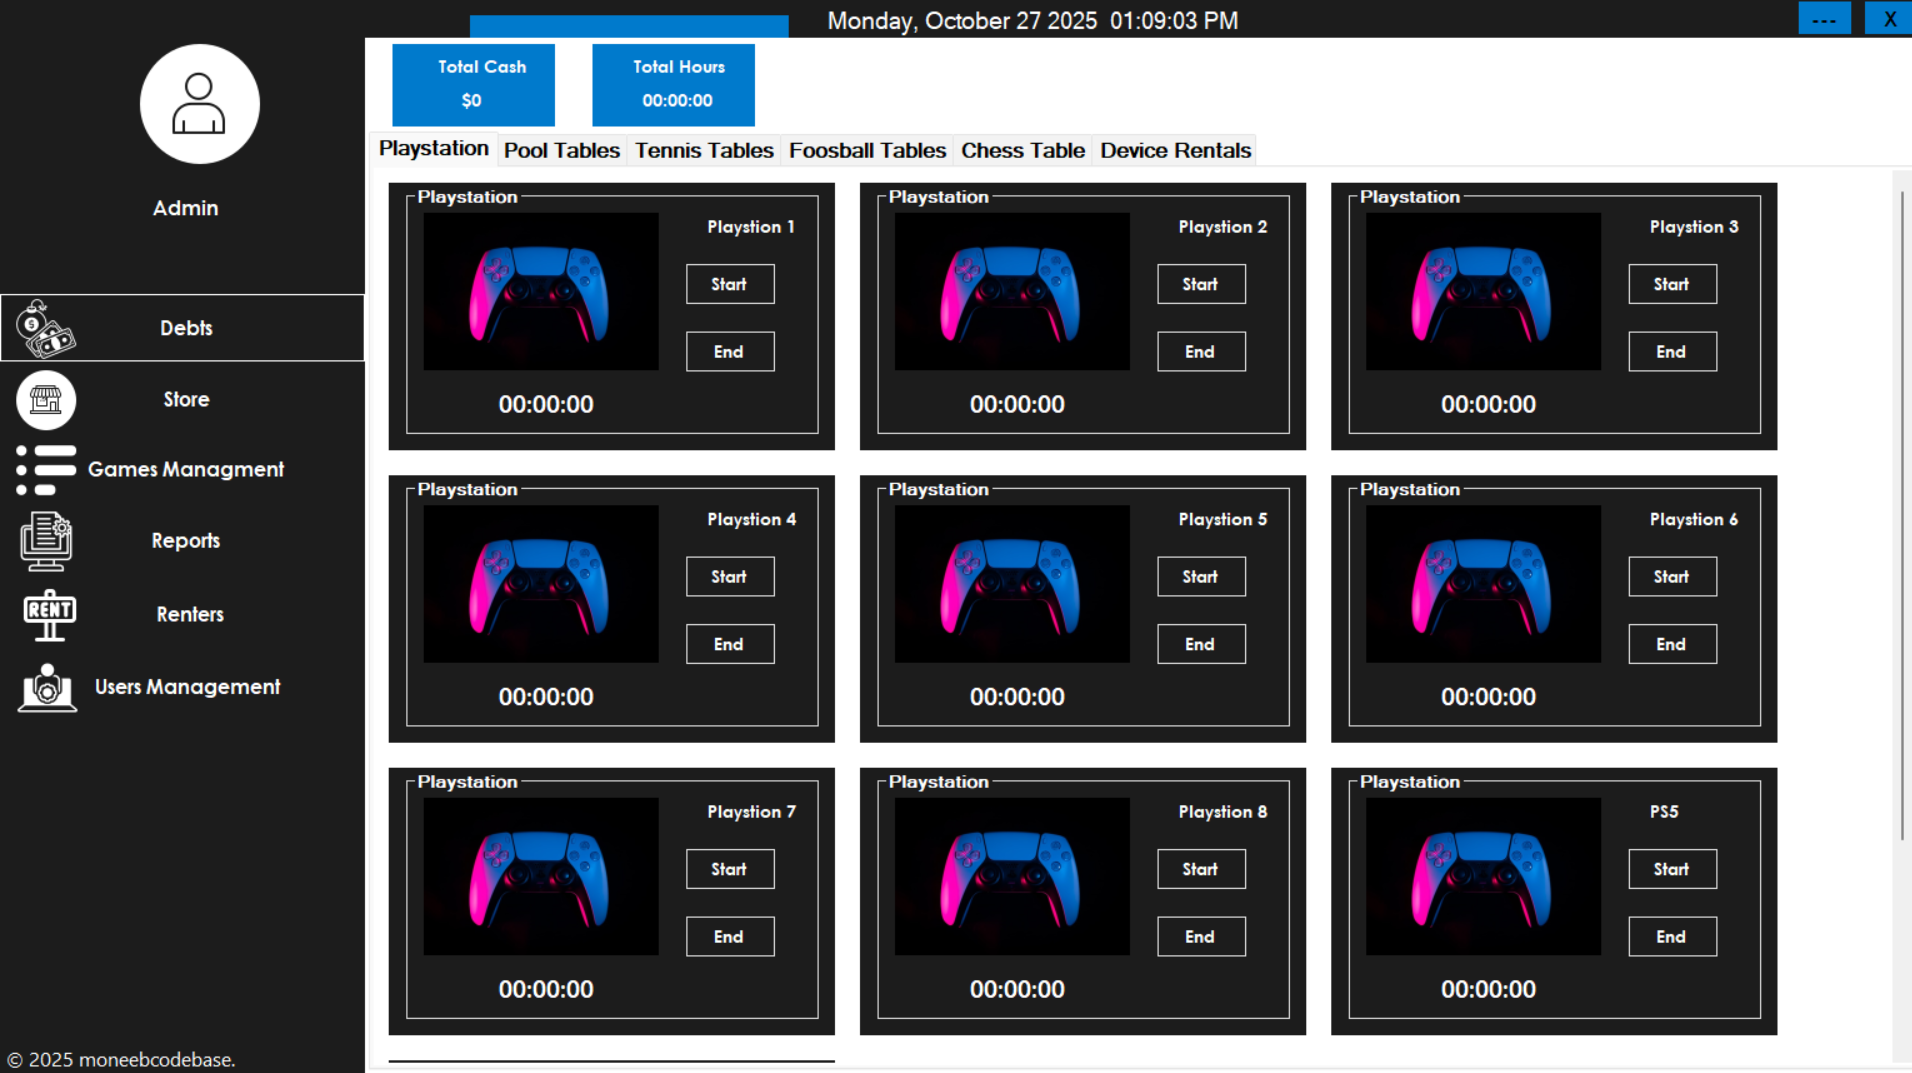 Monday, October 27 2025 01:09:03 PM
---
X
Admin
Debts
Store
Games Managment
Reports
RENT
Renters
Users Management
© 2025 moneebcodebase.
Total Cash
$0
Total Hours
00:00:00
Playstation
Pool Tables
Tennis Tables
Foosball Tables
Chess Table
Device Rentals
Playstation
Playstion 1
Start
End
00:00:00
Playstation
Playstion 2
Start
End
00:00:00
Playstation
Playstion 3
Start
End
00:00:00
Playstation
Playstion 4
Start
End
00:00:00
Playstation
Playstion 5
Start
End
00:00:00
Playstation
Playstion 6
Start
End
00:00:00
Playstation
Playstion 7
Start
End
00:00:00
Playstation
Playstion 8
Start
End
00:00:00
Playstation
PS5
Start
End
00:00:00